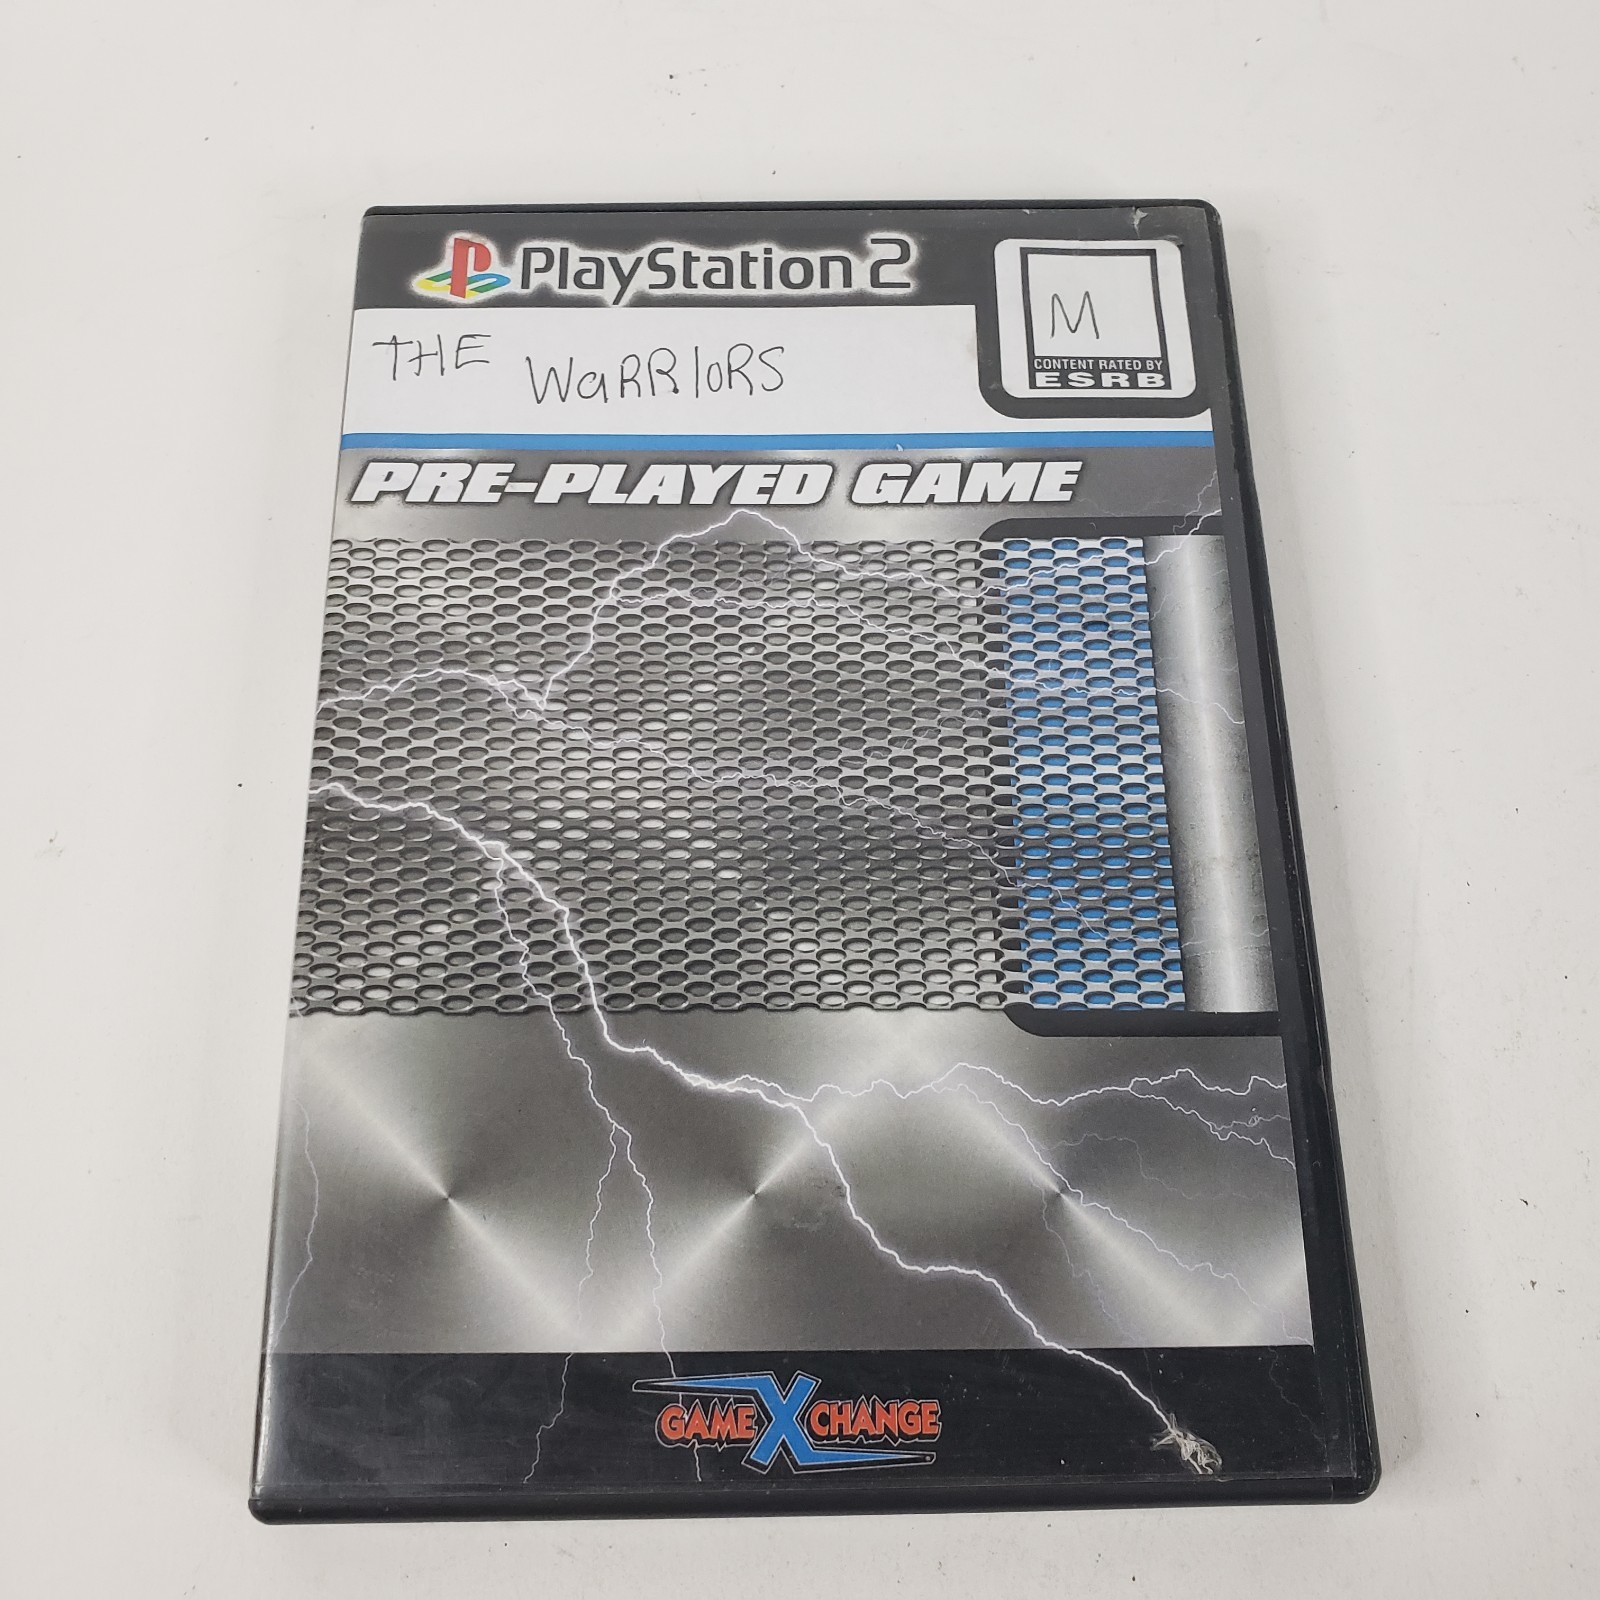 PlayStation 2
M
THE WaRRIoRS
CONTENT RATED BY
ESRB
PRE-PLAYED GAME
GAME X CHANGE